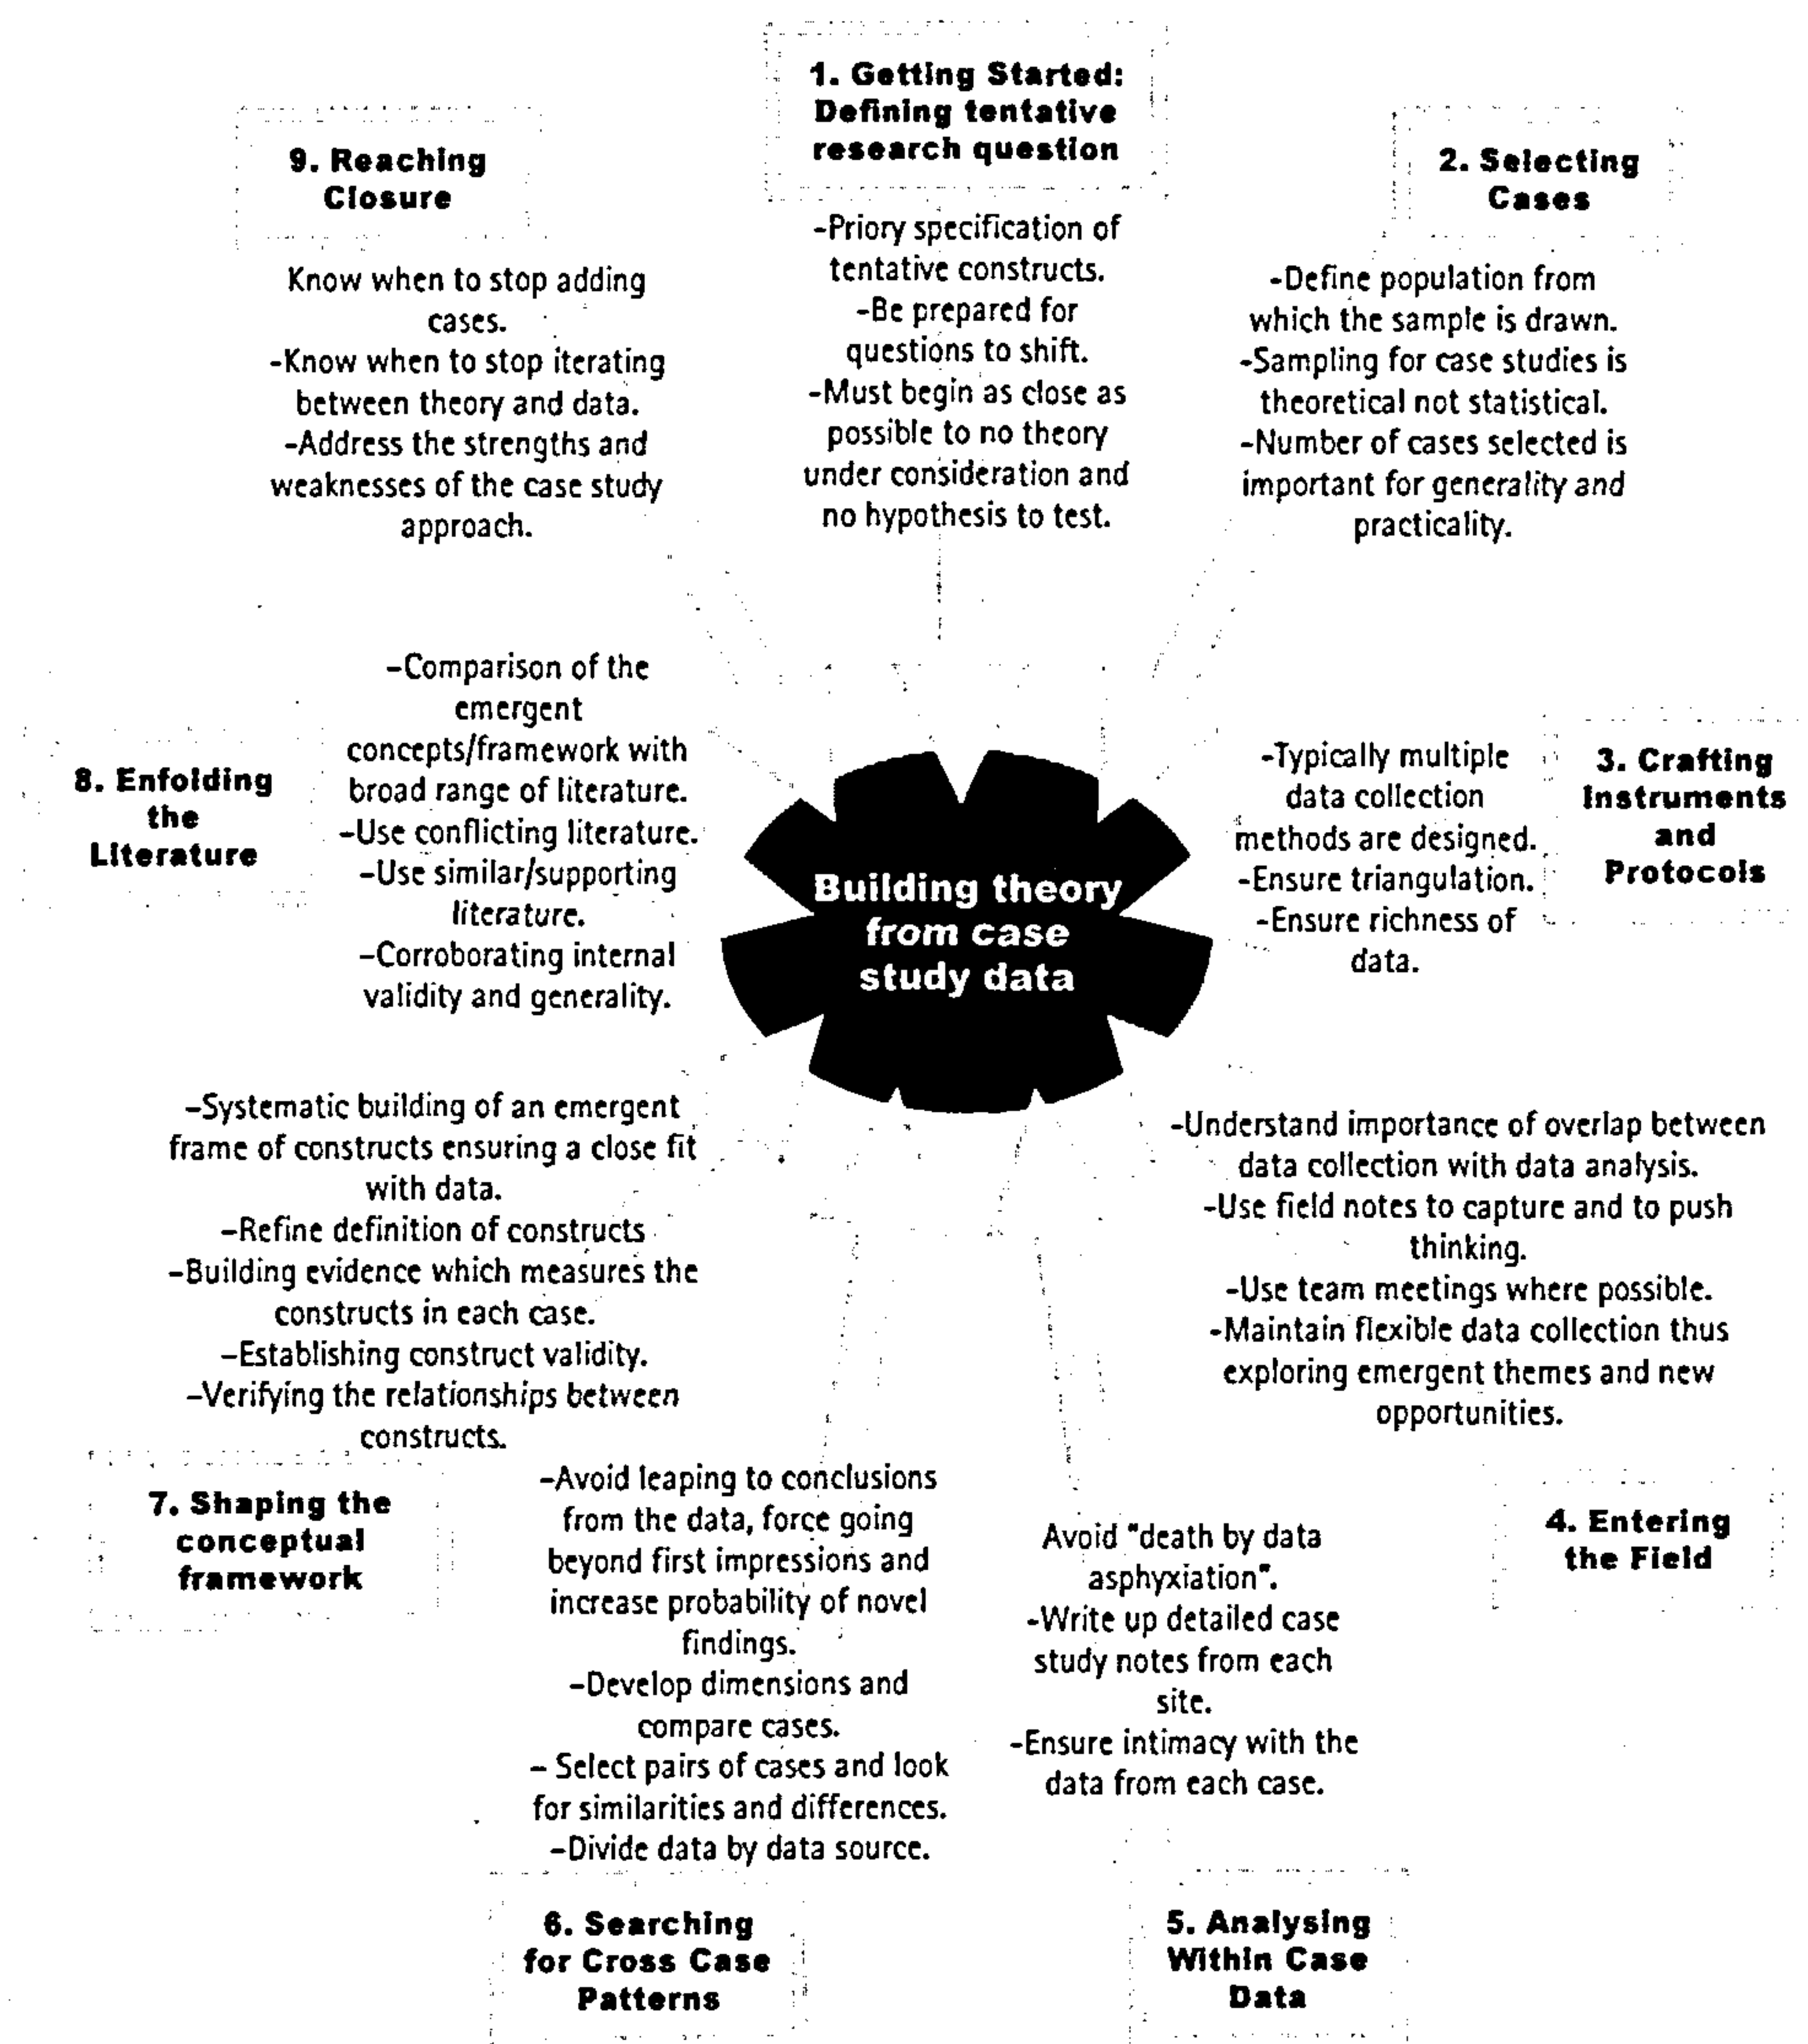 1. Getting Started:
Defining tentative
research question
-Priory specification of
tentative constructs.
-Be prepared for
questions to shift.
-Must begin as close as
possible to no theory
under consideration and
no hypothesis to test.
2. Selecting
Cases
-Define population from
which the sample is drawn.
-Sampling for case studies is
theoretical not statistical.
-Number of cases selected is
important for generality and
practicality.
3. Crafting
Instruments
and
Protocols
-Typically multiple
data collection
methods are designed.
-Ensure triangulation.
-Ensure richness of
data.
-Understand importance of overlap between
data collection with data analysis.
-Use field notes to capture and to push
thinking.
-Use team meetings where possible.
-Maintain flexible data collection thus
exploring emergent themes and new
opportunities.
4. Entering
the Field
Avoid "death by data
asphyxiation".
-Write up detailed case
study notes from each
site.
-Ensure intimacy with the
data from each case.
5. Analysing
Within Case
Data
-Avoid leaping to conclusions
from the data, force going
beyond first impressions and
increase probability of novel
findings.
-Develop dimensions and
compare cases.
- Select pairs of cases and look
for similarities and differences.
-Divide data by data source.
6. Searching
for Cross Case
Patterns
-Systematic building of an emergent
frame of constructs ensuring a close fit
with data.
-Refine definition of constructs
-Building evidence which measures the
constructs in each case.
-Establishing construct validity.
-Verifying the relationships between
constructs.
7. Shaping the
conceptual
framework
8. Enfolding
the
Literature
-Comparison of the
emergent
concepts/framework with
broad range of literature.
-Use conflicting literature.
-Use similar/supporting
literature.
-Corroborating internal
validity and generality.
9. Reaching
Closure
Know when to stop adding
cases.
-Know when to stop iterating
between theory and data.
-Address the strengths and
weaknesses of the case study
approach.
Building theory
from case
study data